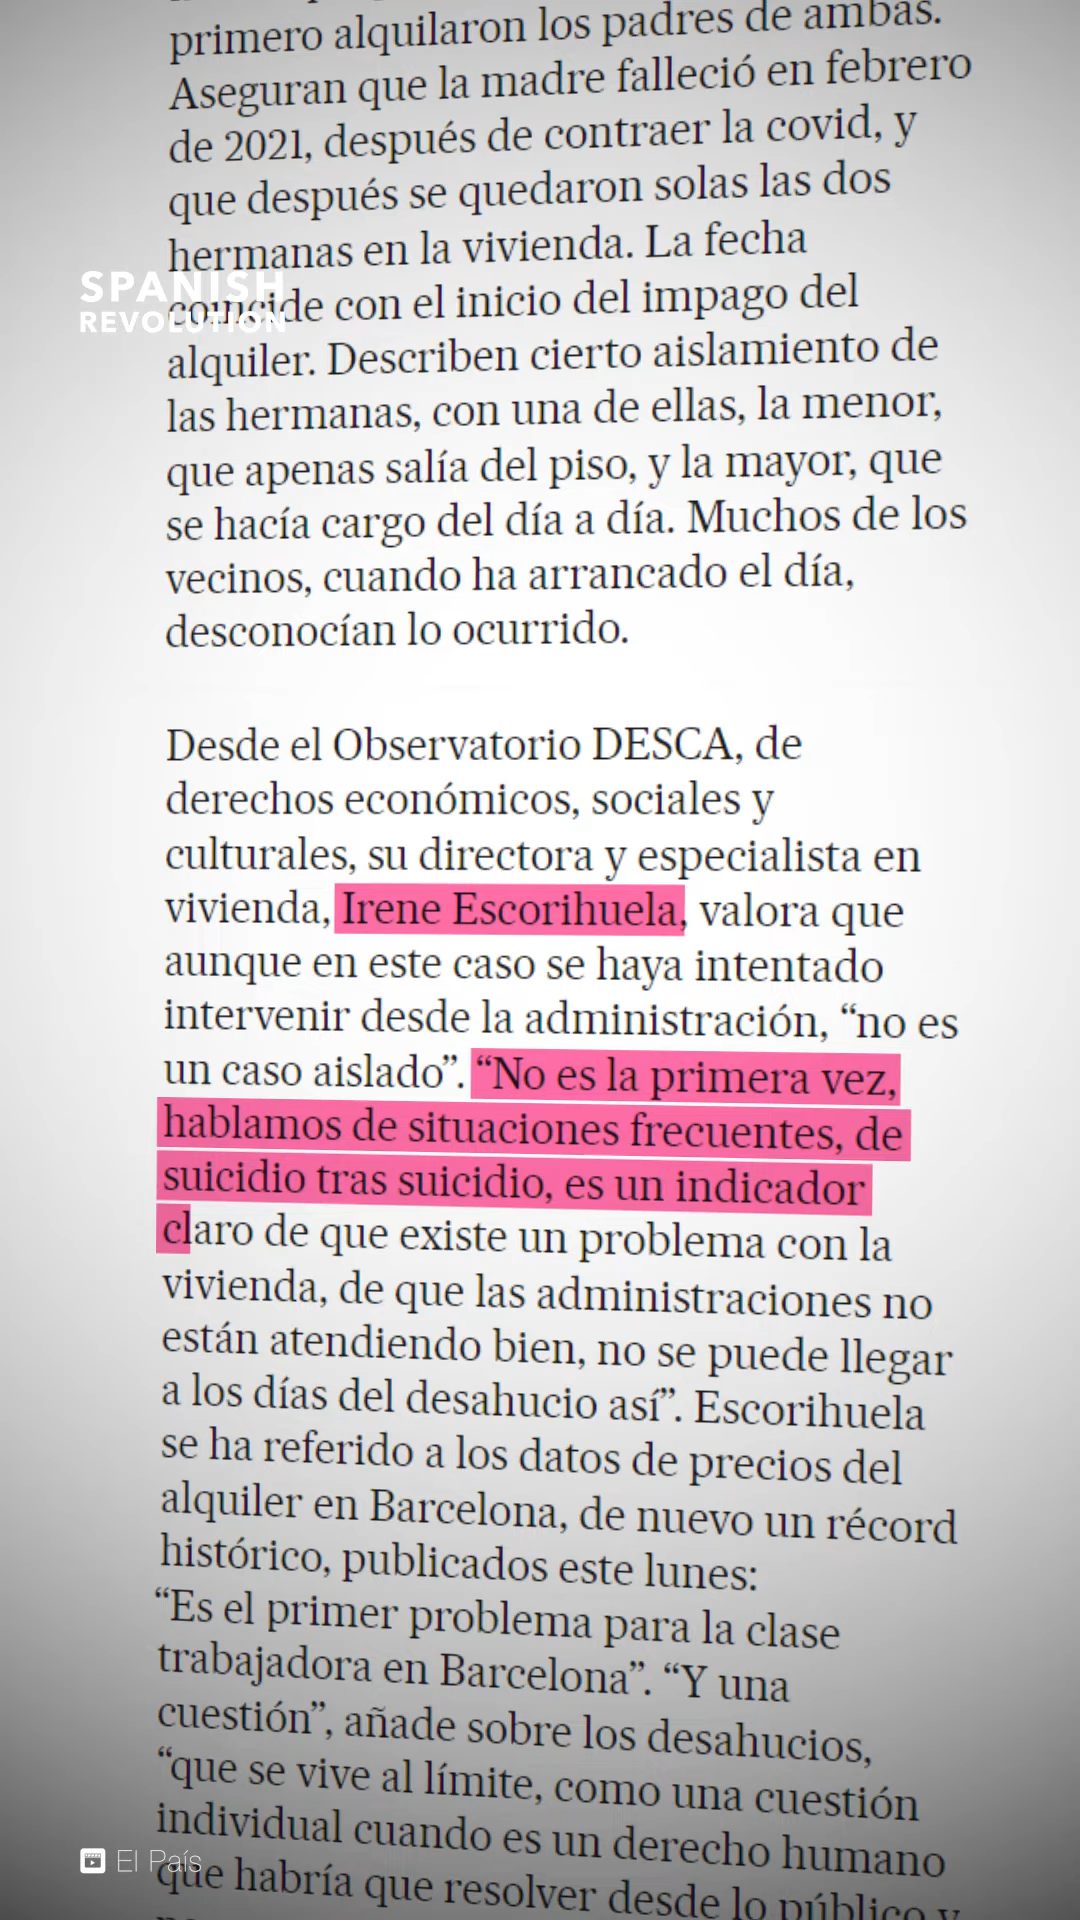 primero alquilaron los padres de ambas.
Aseguran que la madre falleció en febrero
de 2021, después de contraer la covid, y
que después se quedaron solas las dos
hermanas en la vivienda. La fecha
SPANISH
coincide con el inicio del impago del
REVOLUTION
alquiler. Describen cierto aislamiento de
las hermanas, con una de ellas, la menor,
que apenas salía del piso, y la mayor, que
se hacía cargo del día a día. Muchos de los
vecinos, cuando ha arrancado el día,
desconocían lo ocurrido.
Desde el Observatorio DESCA, de
derechos económicos, sociales y
culturales, su directora y especialista en
vivienda, Irene Escorihuela, valora que
aunque en este caso se haya intentado
intervenir desde la administración, “no es
un caso aislado”. “No es la primera vez,
hablamos de situaciones frecuentes, de
suicidio tras suicidio, es un indicador
claro de que existe un problema con la
vivienda, de que las administraciones no
están atendiendo bien, no se puede llegar
a los días del desahucio así”. Escorihuela
se ha referido a los datos de precios del
alquiler en Barcelona, de nuevo un récord
histórico, publicados este lunes:
“Es el primer problema para la clase
trabajadora en Barcelona”. “Y una
cuestión”, añade sobre los desahucios,
“que se vive al límite, como una cuestión
individual cuando es un derecho humano
El País
que habría que resolver desde lo público y